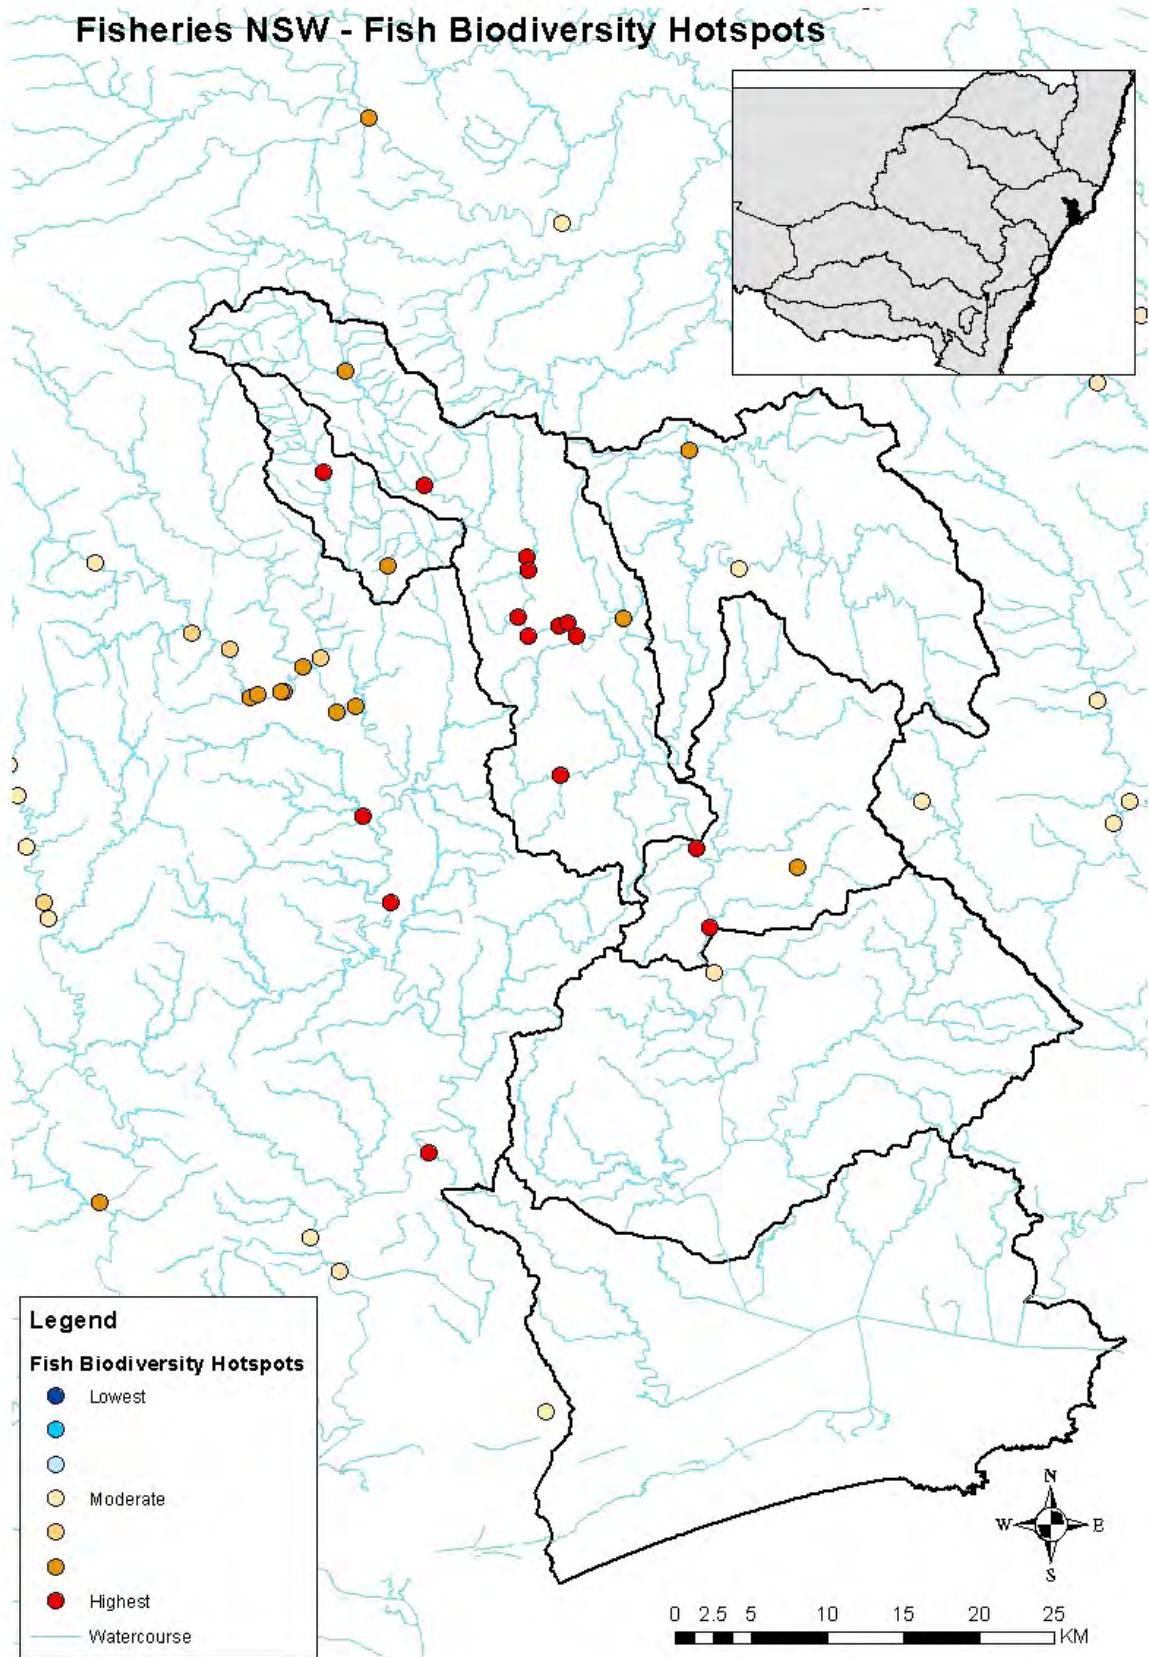 Fisheries NSW - Fish Biodiversity Hotspots
Legend
Fish Biodiversity Hotspots
Lowest
Moderate
Highest
Watercourse
N
W E
S
0 2.5 5 10 15 20 25
KM